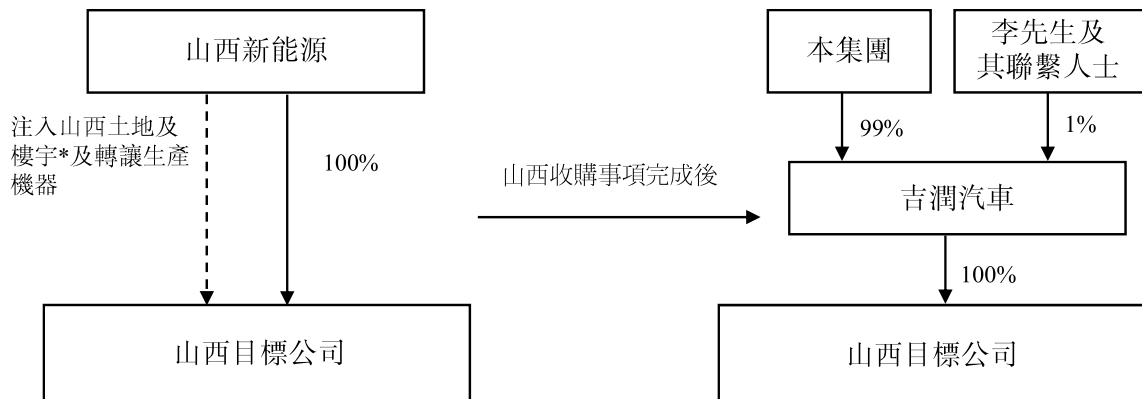 山西新能源
注入山西土地及
樓宇*及轉讓生產
機器
100%
山西目標公司
山西收購事項完成後
本集團
李先生及
其聯繫人士
99%
1%
吉潤汽車
100%
山西目標公司